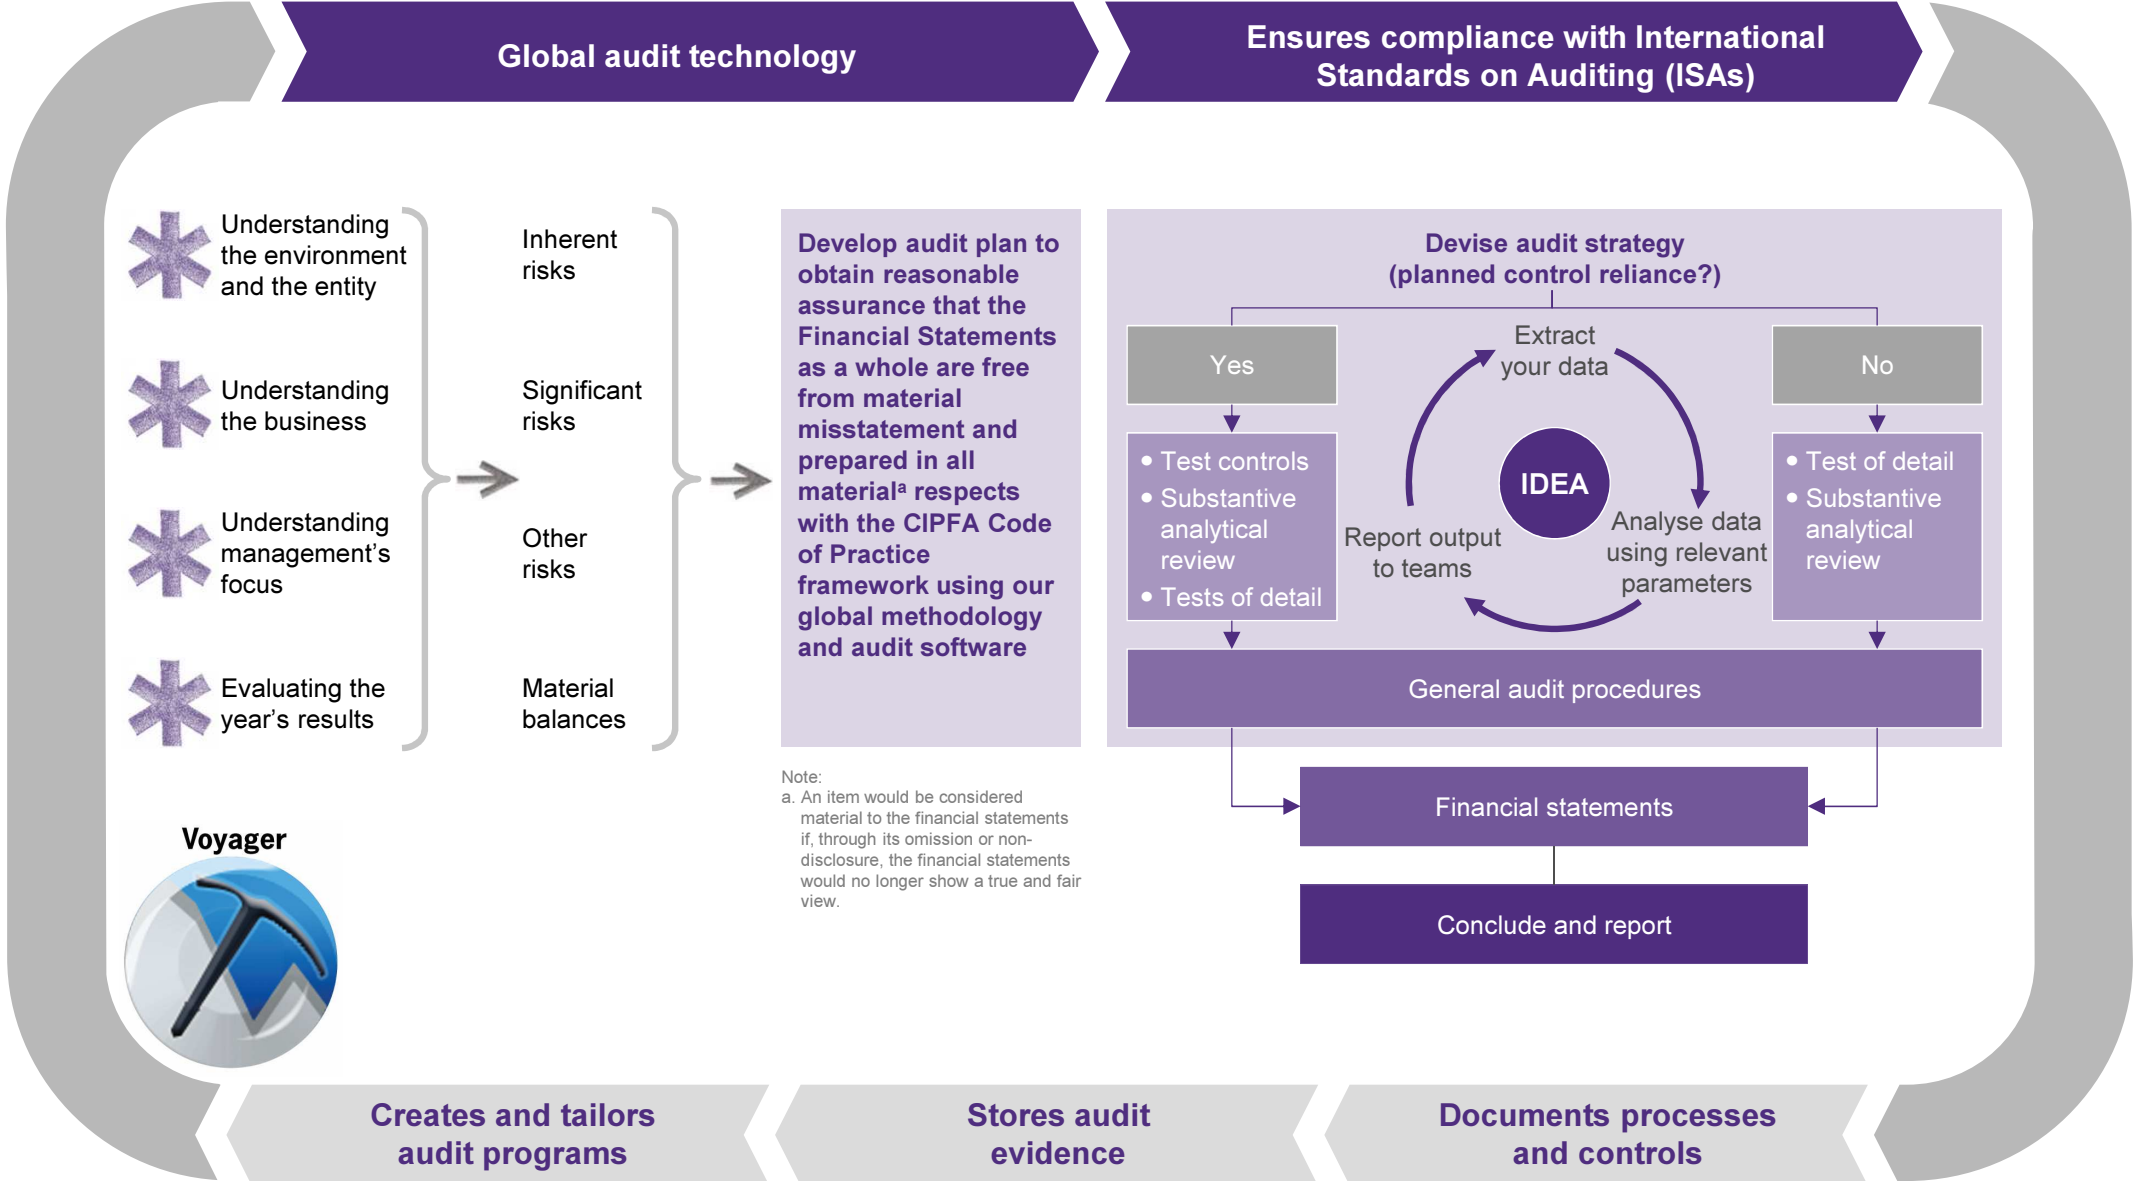 Global audit technology
Ensures compliance with International
Standards on Auditing (ISAs)
Understanding
the environment
and the entity
Understanding
the business
Understanding
management’s
focus
Evaluating the
year’s results
Inherent
risks
Significant
risks
Other
risks
Material
balances
Develop audit plan to
obtain reasonable
assurance that the
Financial Statements
as a whole are free
from material
misstatement and
prepared in all
materialᵃ respects
with the CIPFA Code
of Practice
framework using our
global methodology
and audit software
Note:
a. An item would be considered
material to the financial statements
if, through its omission or non-
disclosure, the financial statements
would no longer show a true and fair
view.
Devise audit strategy
(planned control reliance?)
Yes
• Test controls
• Substantive
analytical
review
• Tests of detail
Extract
your data
IDEA
Analyse data
using relevant
parameters
Report output
to teams
No
• Test of detail
• Substantive
analytical
review
General audit procedures
Financial statements
Conclude and report
Voyager
Creates and tailors
audit programs
Stores audit
evidence
Documents processes
and controls